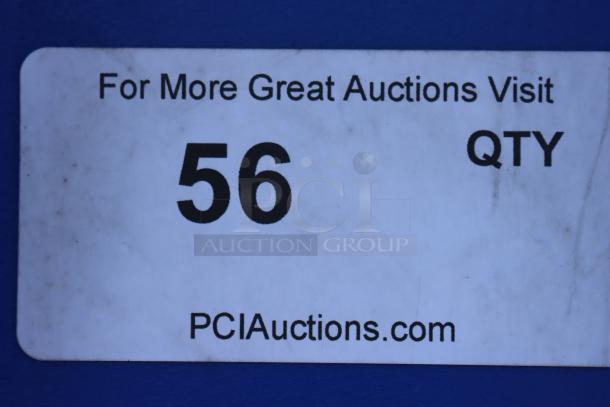 For More Great Auctions Visit
56
QTY
PCI
AUCTION GROUP
PCIAuctions.com